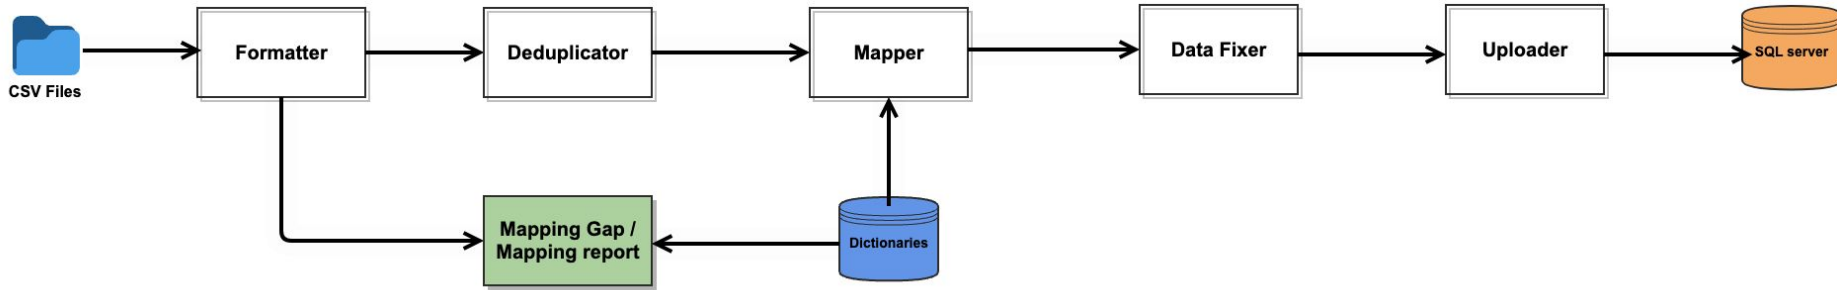 CSV Files
Formatter
Deduplicator
Mapper
Data Fixer
Uploader
SQL server
Mapping Gap /
Mapping report
Dictionaries